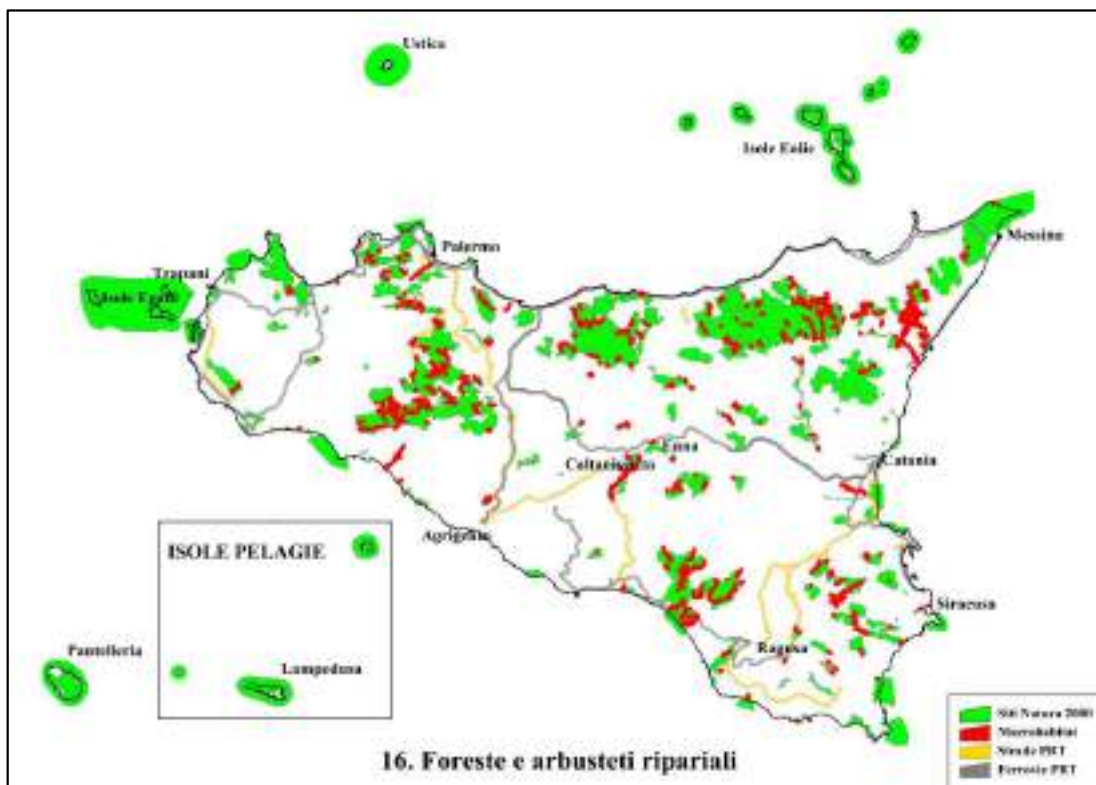 Ustica
Isole Eolie
Messina
Palermo
Trapani
Isole Egadi
Enna
Caltanissetta
Catania
Agrigento
ISOLE PELAGIE
Siracusa
Pantelleria
Lampedusa
Ragusa
Siti Natura 2000
Macrohabitat
Strade PRT
Ferrovie PRT
16. Foreste e arbusteti ripariali